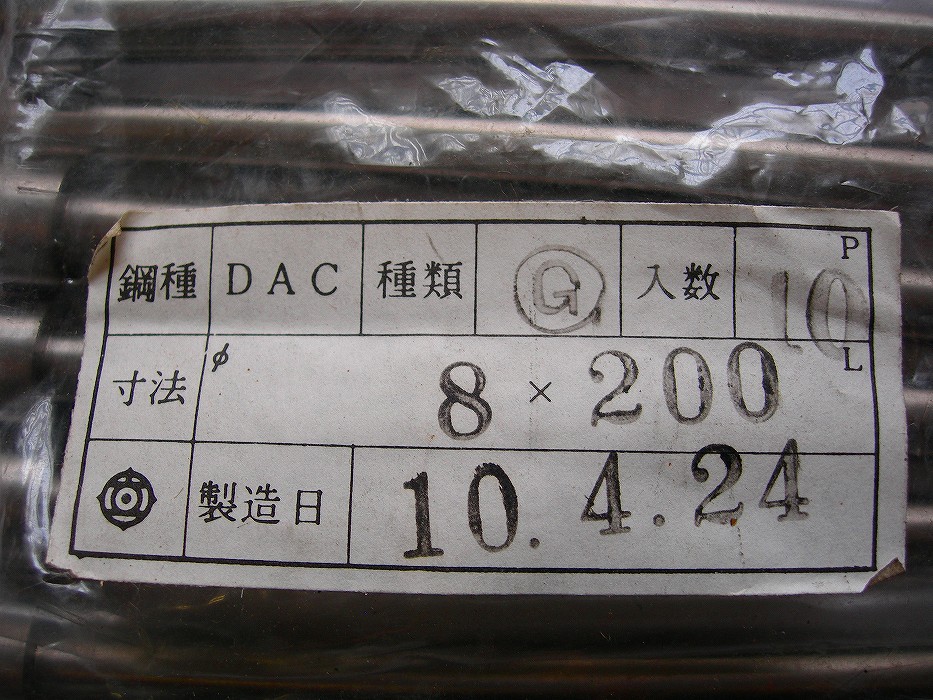 鋼種 DAC 種類 G 入数 10 P
寸法 φ 8 × 200 L
製造日 10. 4. 24